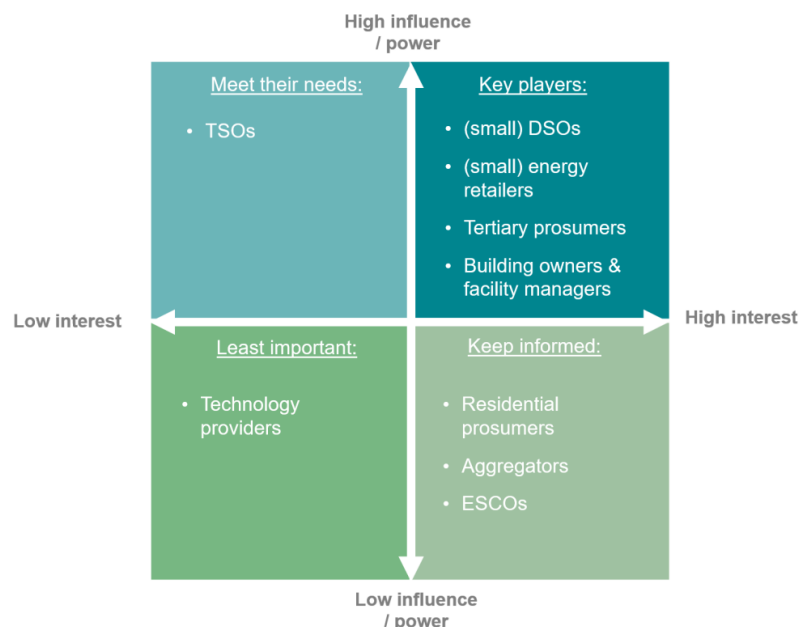 High influence
/ power
Meet their needs:
• TSOs
Key players:
• (small) DSOs
• (small) energy
retailers
• Tertiary prosumers
• Building owners &
facility managers
Low interest
High interest
Least important:
• Technology
providers
Keep informed:
• Residential
prosumers
• Aggregators
• ESCOs
Low influence
/ power